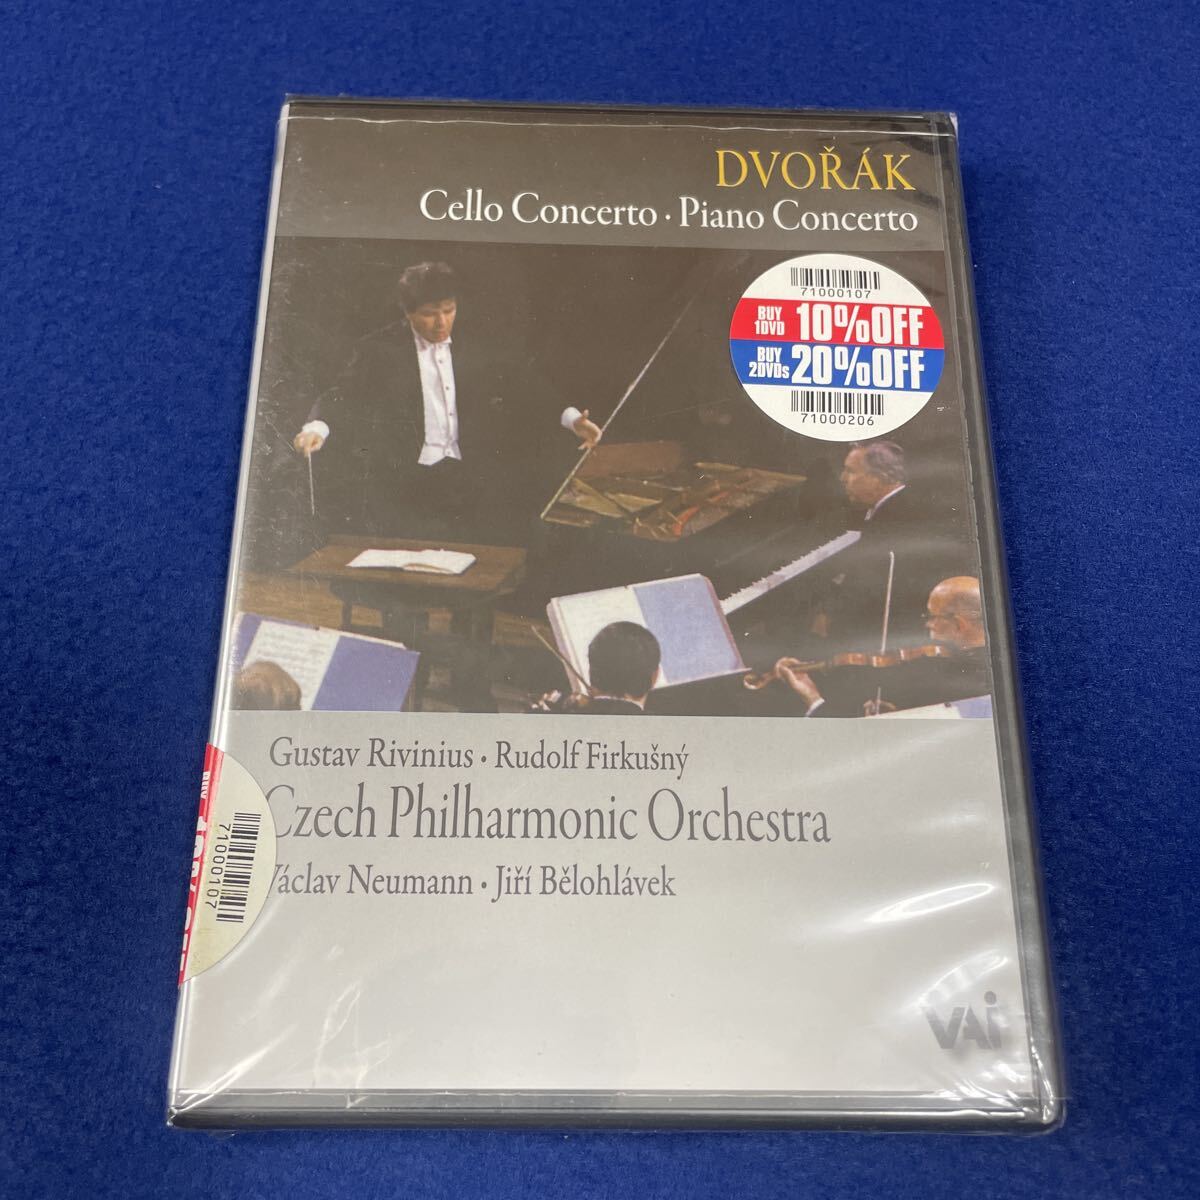 DVOŘÁK
Cello Concerto · Piano Concerto
71000107
BUY 1DVD 10%OFF
BUY 2DVDs 20%OFF
71000206
Gustav Rivinius · Rudolf Firkušný
Czech Philharmonic Orchestra
Václav Neumann · Jiří Bělohlávek
BUY
71000107
VAI